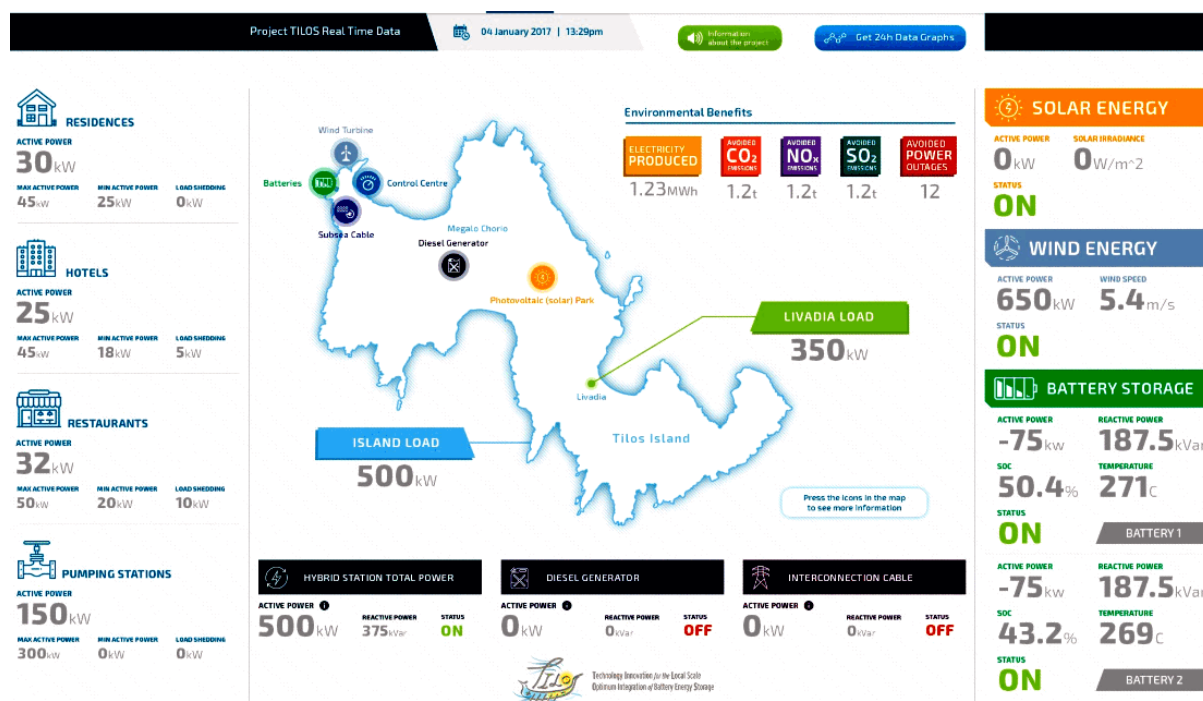 Project TILOS Real Time Data
04 January 2017 | 13:29pm
Information
about the project
Get 24h Data Graphs
RESIDENCES
ACTIVE POWER
30kW
MAX ACTIVE POWER MIN ACTIVE POWER LOAD SHEDDING
45kW 25kW 0kW
HOTELS
ACTIVE POWER
25kW
MAX ACTIVE POWER MIN ACTIVE POWER LOAD SHEDDING
45kW 18kW 5kW
RESTAURANTS
ACTIVE POWER
32kW
MAX ACTIVE POWER MIN ACTIVE POWER LOAD SHEDDING
50kW 20kW 10kW
PUMPING STATIONS
ACTIVE POWER
150kW
MAX ACTIVE POWER MIN ACTIVE POWER LOAD SHEDDING
300kW 0kW 0kW
Environmental Benefits
ELECTRICITY
PRODUCED
1.23MWh
AVOIDED
CO2
EMISSIONS
1.2t
AVOIDED
NOx
EMISSIONS
1.2t
AVOIDED
SO2
EMISSIONS
1.2t
AVOIDED
POWER
OUTAGES
12
Wind Turbine
Batteries
Control Centre
Subsea Cable
Megalo Chorio
Diesel Generator
Photovoltaic (solar) Park
LIVADIA LOAD
350kW
Livadia
Tilos Island
ISLAND LOAD
500kW
Press the icons in the map
to see more information
HYBRID STATION TOTAL POWER
ACTIVE POWER REACTIVE POWER STATUS
500kW 375kVar ON
DIESEL GENERATOR
ACTIVE POWER REACTIVE POWER STATUS
0kW 0kVar OFF
INTERCONNECTION CABLE
ACTIVE POWER REACTIVE POWER STATUS
0kW 0kVar OFF
TILOS
Technology Innovation for the Local Scale
Optimum Integration of Battery Energy Storage
SOLAR ENERGY
ACTIVE POWER SOLAR IRRADIANCE
0kW 0W/m^2
STATUS
ON
WIND ENERGY
ACTIVE POWER WIND SPEED
650kW 5.4m/s
STATUS
ON
BATTERY STORAGE
ACTIVE POWER REACTIVE POWER
-75kw 187.5kVar
SOC TEMPERATURE
50.4% 271C
STATUS
ON BATTERY 1
ACTIVE POWER REACTIVE POWER
-75kw 187.5kVar
SOC TEMPERATURE
43.2% 269C
STATUS
ON BATTERY 2